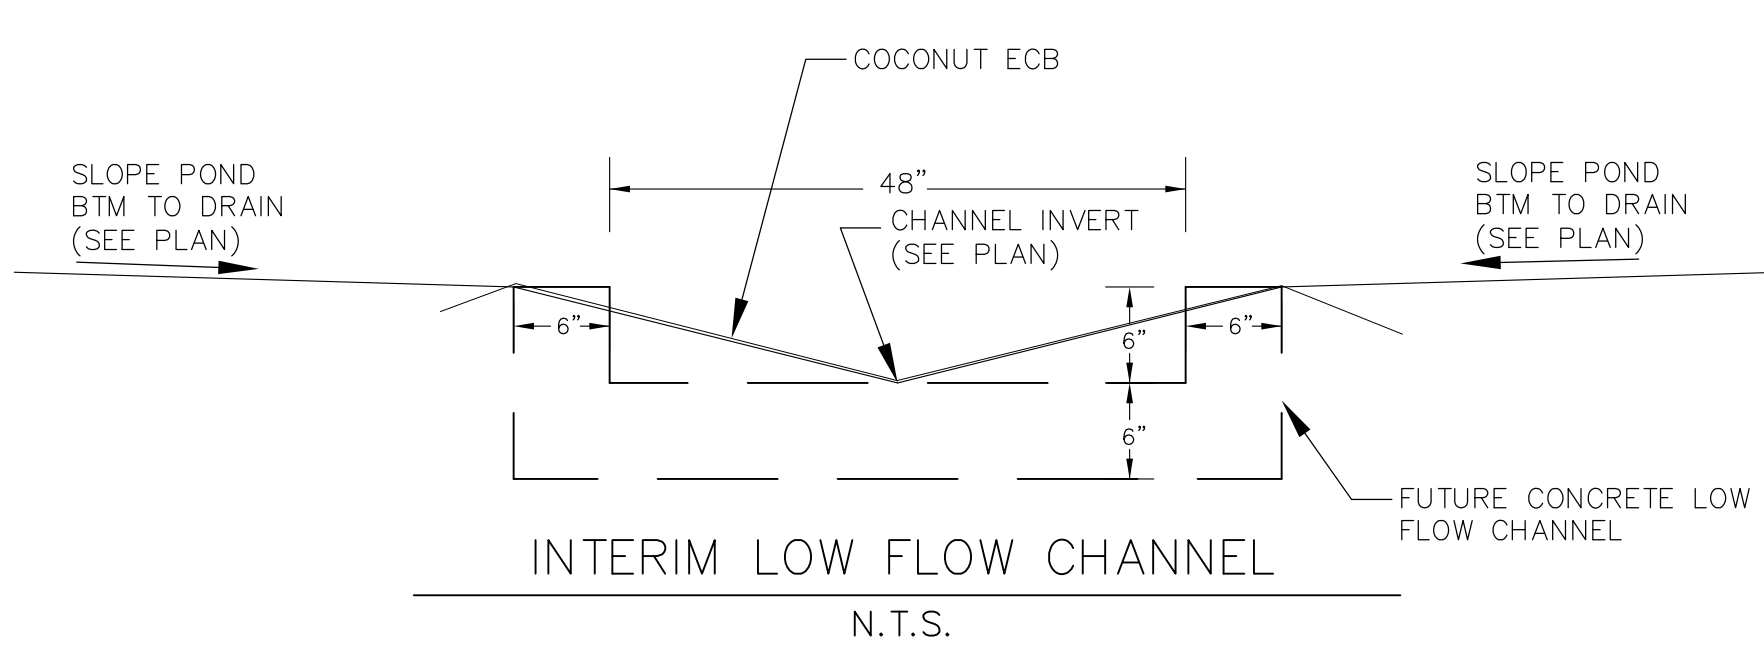 COCONUT ECB
SLOPE POND
BTM TO DRAIN
(SEE PLAN)
48"
CHANNEL INVERT
(SEE PLAN)
SLOPE POND
BTM TO DRAIN
(SEE PLAN)
6"
6"
6"
6"
FUTURE CONCRETE LOW
FLOW CHANNEL
INTERIM LOW FLOW CHANNEL
N.T.S.